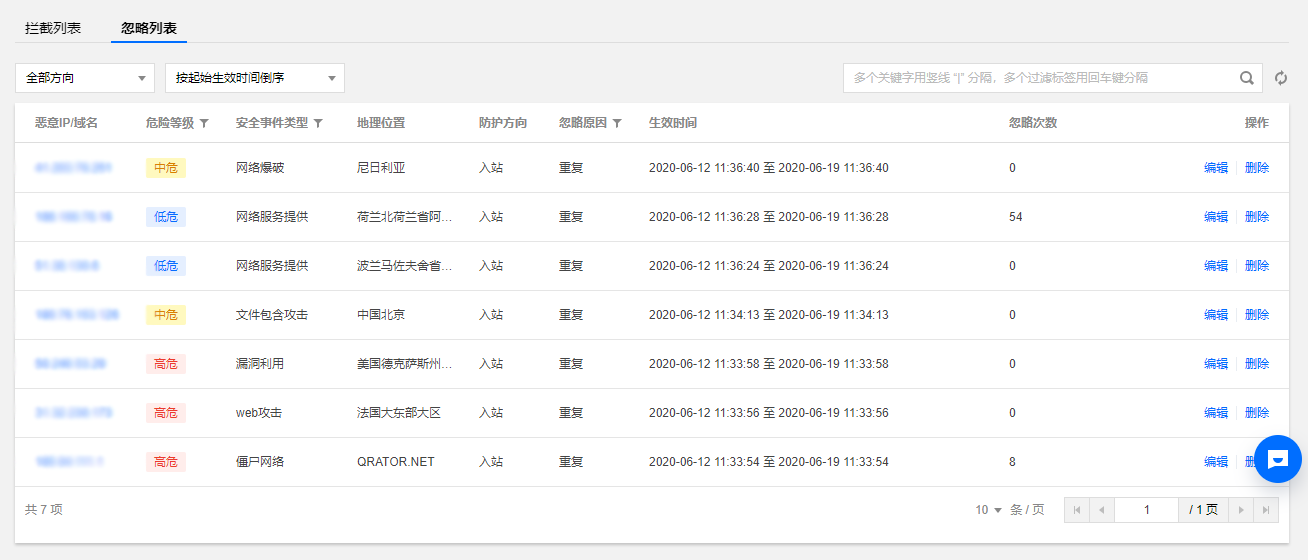 拦截列表 忽略列表
全部方向 按起始生效时间倒序 多个关键字用竖线 “|” 分隔，多个过滤标签用回车键分隔
恶意IP/域名 危险等级 安全事件类型 地理位置 防护方向 忽略原因 生效时间 忽略次数 操作
中危 网络爆破 尼日利亚 入站 重复 2020-06-12 11:36:40 至 2020-06-19 11:36:40 0 编辑 删除
低危 网络服务提供 荷兰北荷兰省阿... 入站 重复 2020-06-12 11:36:28 至 2020-06-19 11:36:28 54 编辑 删除
低危 网络服务提供 波兰马佐夫舍省... 入站 重复 2020-06-12 11:36:24 至 2020-06-19 11:36:24 0 编辑 删除
中危 文件包含攻击 中国北京 入站 重复 2020-06-12 11:34:13 至 2020-06-19 11:34:13 0 编辑 删除
高危 漏洞利用 美国德克萨斯州... 入站 重复 2020-06-12 11:33:58 至 2020-06-19 11:33:58 0 编辑 删除
高危 web攻击 法国大东部大区 入站 重复 2020-06-12 11:33:56 至 2020-06-19 11:33:56 0 编辑 删除
高危 僵尸网络 QRATOR.NET 入站 重复 2020-06-12 11:33:54 至 2020-06-19 11:33:54 8 编辑
共 7 项 10 条 / 页 1 / 1 页